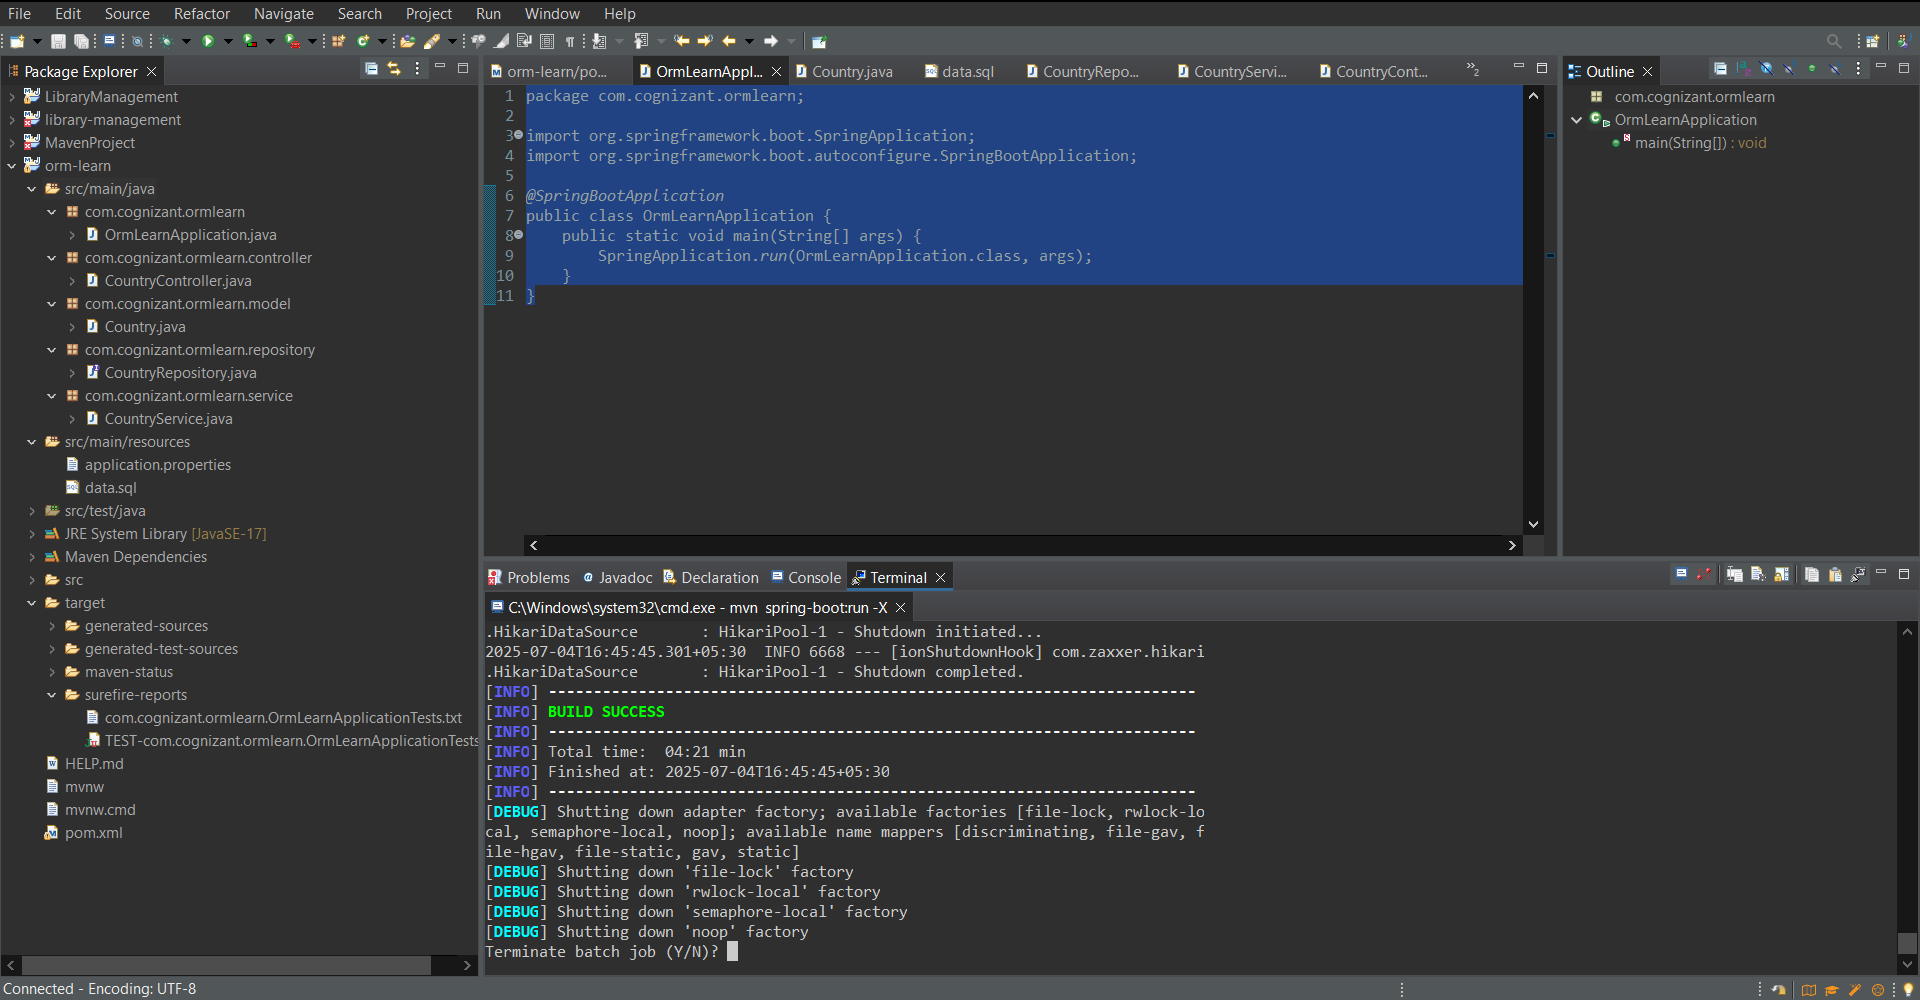 File Edit Source Refactor Navigate Search Project Run Window Help
Package Explorer
LibraryManagement
library-management
MavenProject
orm-learn
src/main/java
com.cognizant.ormlearn
OrmLearnApplication.java
com.cognizant.ormlearn.controller
CountryController.java
com.cognizant.ormlearn.model
Country.java
com.cognizant.ormlearn.repository
CountryRepository.java
com.cognizant.ormlearn.service
CountryService.java
src/main/resources
application.properties
data.sql
src/test/java
JRE System Library [JavaSE-17]
Maven Dependencies
src
target
generated-sources
generated-test-sources
maven-status
surefire-reports
com.cognizant.ormlearn.OrmLearnApplicationTests.txt
TEST-com.cognizant.ormlearn.OrmLearnApplicationTests
HELP.md
mvnw
mvnw.cmd
pom.xml
orm-learn/po... OrmLearnAppl... Country.java data.sql CountryRepo... CountryServi... CountryCont... »2
1 package com.cognizant.ormlearn;
2
3 import org.springframework.boot.SpringApplication;
4 import org.springframework.boot.autoconfigure.SpringBootApplication;
5
6 @SpringBootApplication
7 public class OrmLearnApplication {
8 public static void main(String[] args) {
9 SpringApplication.run(OrmLearnApplication.class, args);
10 }
11 }
Outline
com.cognizant.ormlearn
OrmLearnApplication
main(String[]) : void
Problems Javadoc Declaration Console Terminal
C:\Windows\system32\cmd.exe - mvn spring-boot:run -X
.HikariDataSource : HikariPool-1 - Shutdown initiated...
2025-07-04T16:45:45.301+05:30 INFO 6668 --- [ionShutdownHook] com.zaxxer.hikari
.HikariDataSource : HikariPool-1 - Shutdown completed.
[INFO] ------------------------------------------------------------------------
[INFO] BUILD SUCCESS
[INFO] ------------------------------------------------------------------------
[INFO] Total time: 04:21 min
[INFO] Finished at: 2025-07-04T16:45:45+05:30
[INFO] ------------------------------------------------------------------------
[DEBUG] Shutting down adapter factory; available factories [file-lock, rwlock-lo
cal, semaphore-local, noop]; available name mappers [discriminating, file-gav, f
ile-hgav, file-static, gav, static]
[DEBUG] Shutting down 'file-lock' factory
[DEBUG] Shutting down 'rwlock-local' factory
[DEBUG] Shutting down 'semaphore-local' factory
[DEBUG] Shutting down 'noop' factory
Terminate batch job (Y/N)?
Connected - Encoding: UTF-8